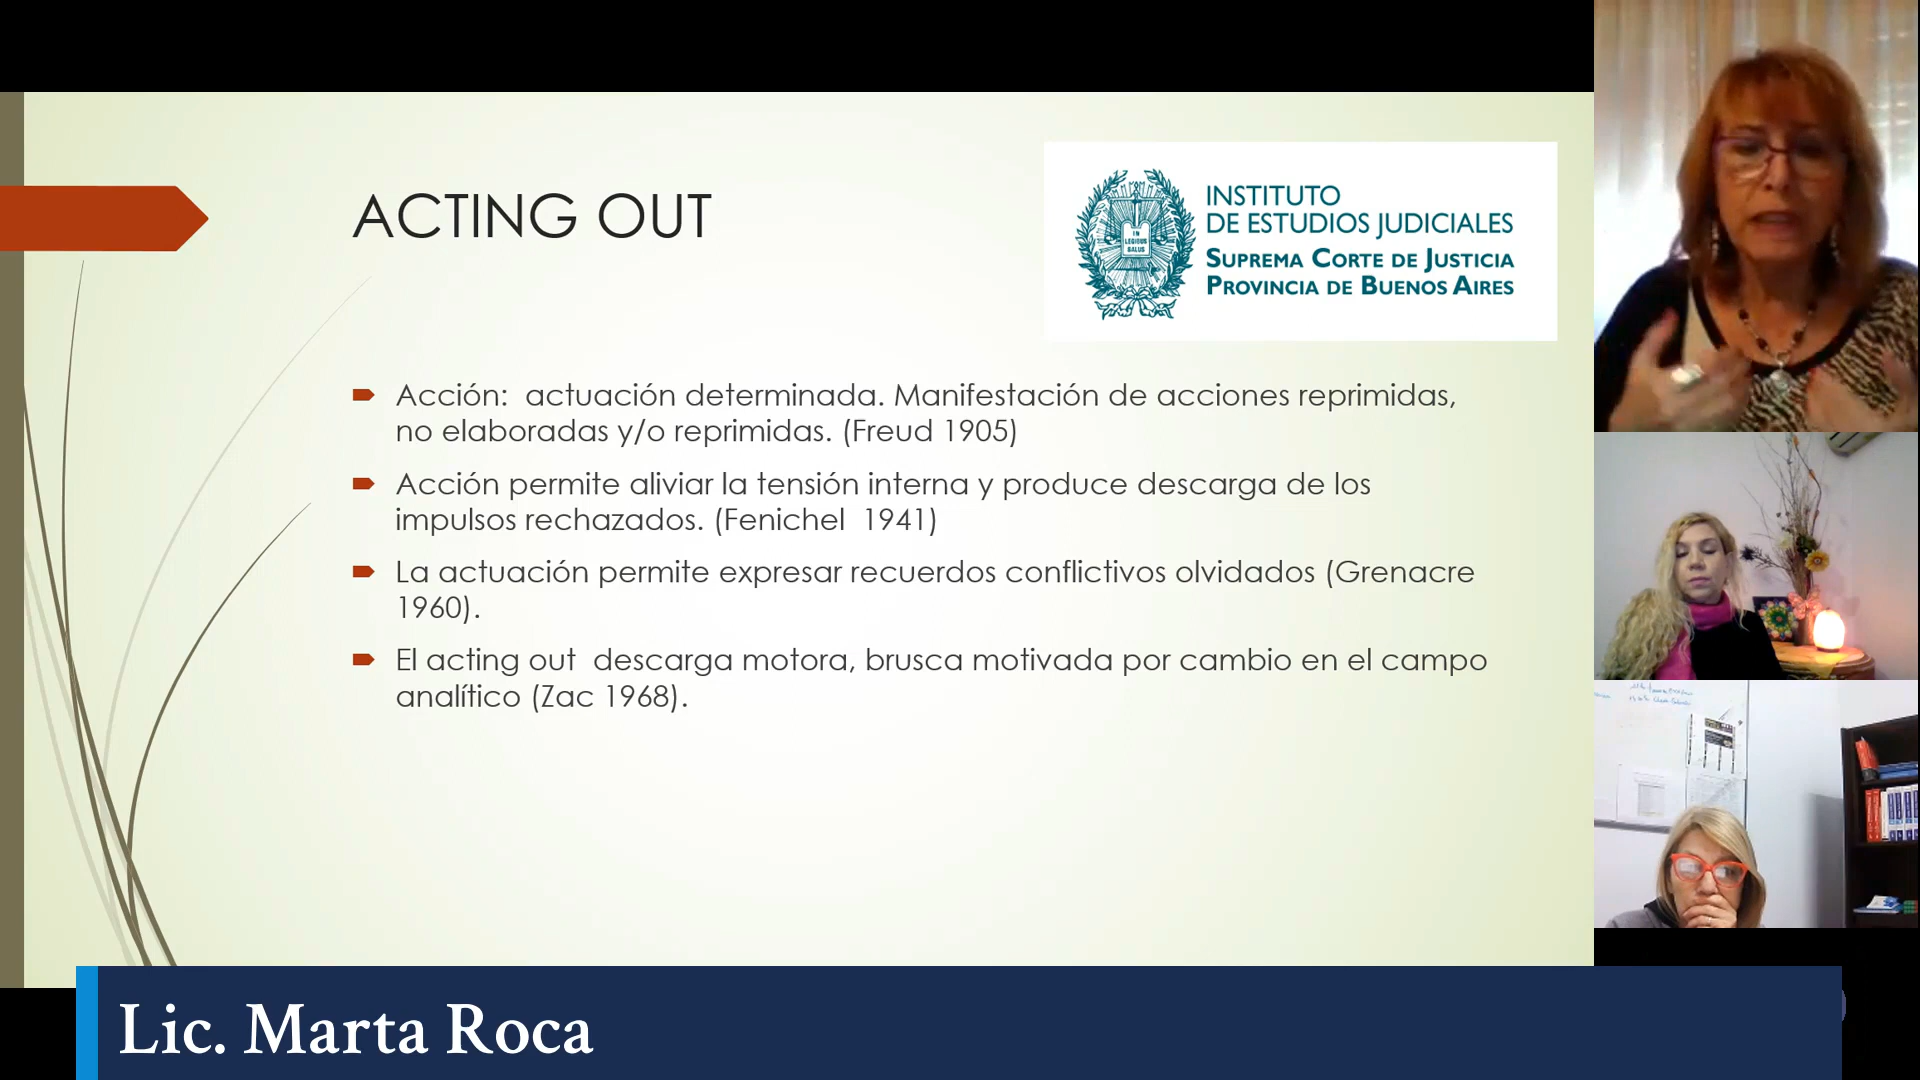 ACTING OUT
IN
LEGIBUS
SALUS
INSTITUTO
DE ESTUDIOS JUDICIALES
SUPREMA CORTE DE JUSTICIA
PROVINCIA DE BUENOS AIRES
Acción:  actuación determinada. Manifestación de acciones reprimidas,
no elaboradas y/o reprimidas. (Freud 1905)
Acción permite aliviar la tensión interna y produce descarga de los
impulsos rechazados. (Fenichel  1941)
La actuación permite expresar recuerdos conflictivos olvidados (Grenacre
1960).
El acting out  descarga motora, brusca motivada por cambio en el campo
analítico (Zac 1968).
Lic. Marta Roca